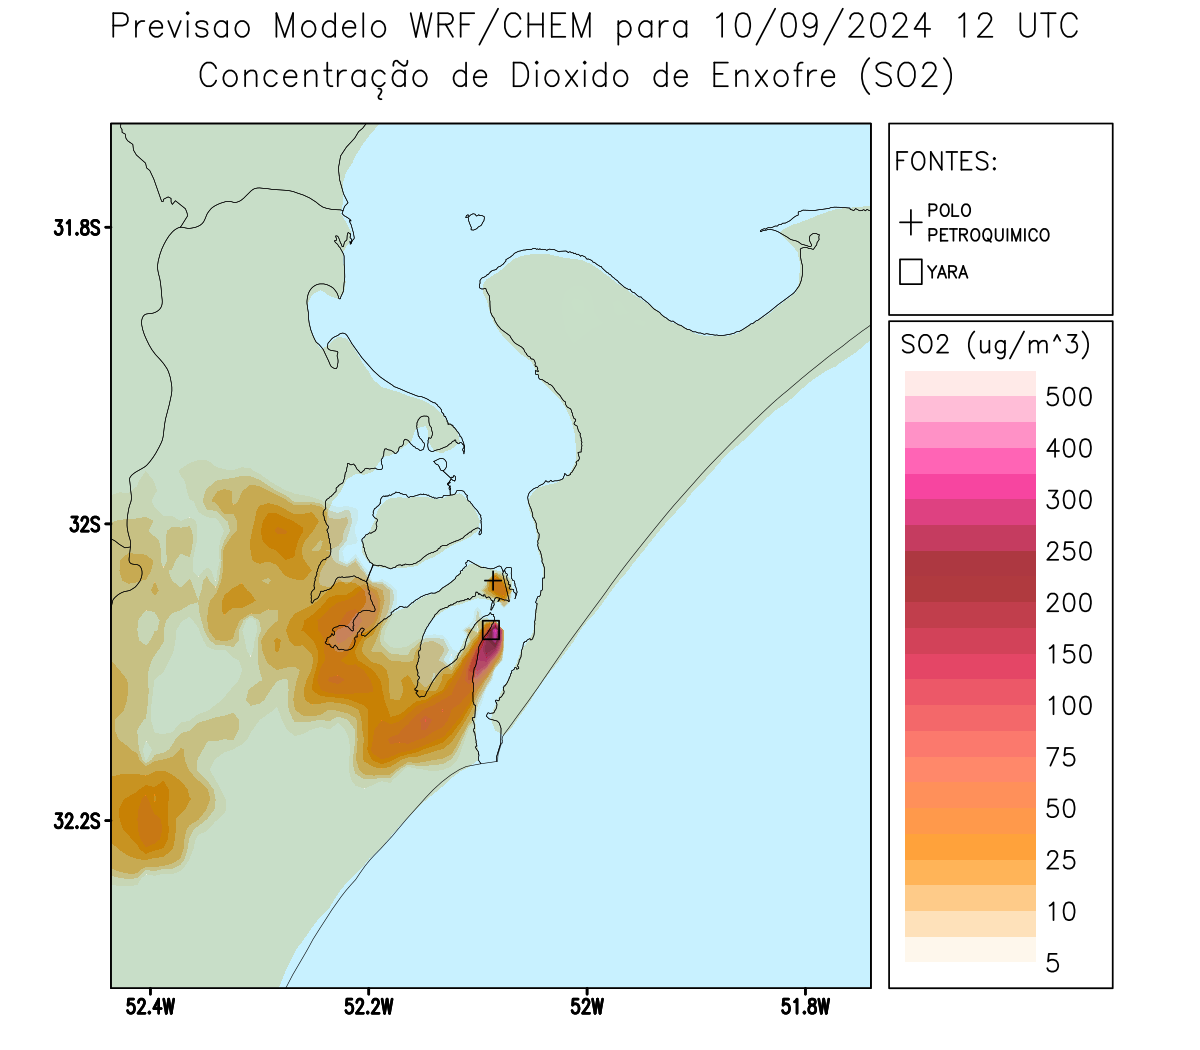 Previsao Modelo WRF/CHEM para 10/09/2024 12 UTC
Concentração de Dioxido de Enxofre (SO2)
FONTES:
POLO
PETROQUIMICO
YARA
SO2 (ug/m^3)
500
400
300
250
200
150
100
75
50
25
10
5
31.8S
32S
32.2S
52.4W
52.2W
52W
51.8W